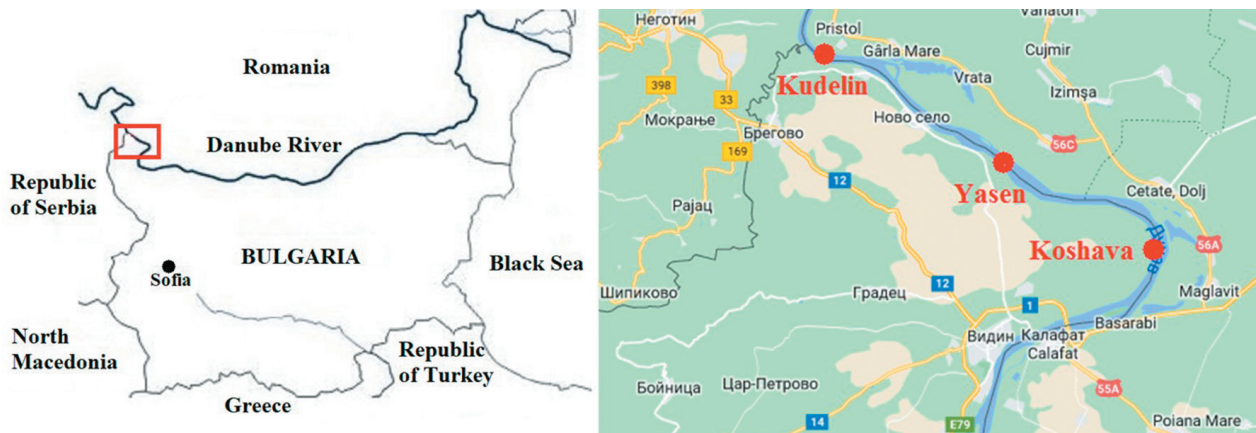 Romania
Danube River
Republic
of Serbia
BULGARIA
Black Sea
Sofia
North
Macedonia
Republic
of Turkey
Greece
Неготин
Pristol
Vanators
Gârla Mare
Cujmir
Kudelin
Vrata
Izimşa
398
33
Мокрање
Ново село
Брегово
56C
169
12
Yasen
Cetate, Dolj
Рајац
Koshava
56A
Шипиково
Градец
12
1
Maglavit
Basarabi
Видин
Калафат
Calafat
Бойница
Цар-Петрово
55A
14
E79
Poiana Mare